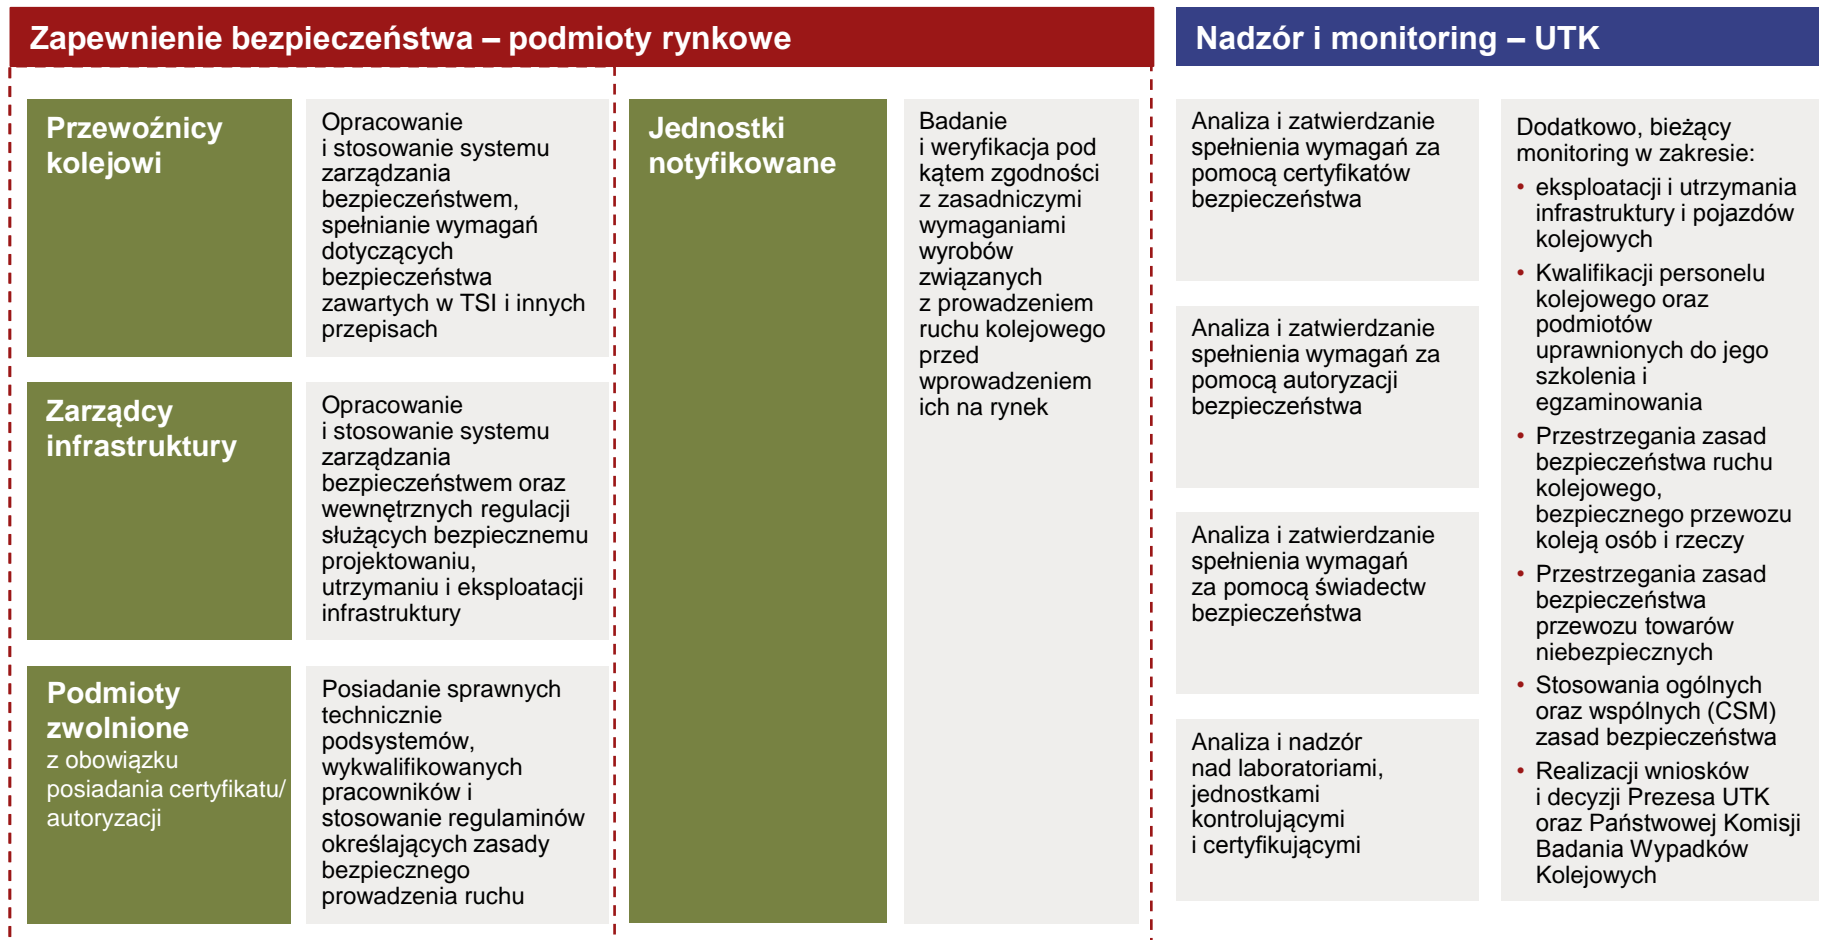 Zapewnienie bezpieczeństwa – podmioty rynkowe
Przewoźnicy
kolejowi
Opracowanie
i stosowanie systemu
zarządzania
bezpieczeństwem,
spełnianie wymagań
dotyczących
bezpieczeństwa
zawartych w TSI i innych
przepisach
Zarządcy
infrastruktury
Opracowanie
i stosowanie systemu
zarządzania
bezpieczeństwem oraz
wewnętrznych regulacji
służących bezpiecznemu
projektowaniu,
utrzymaniu i eksploatacji
infrastruktury
Podmioty
zwolnione
z obowiązku
posiadania certyfikatu/
autoryzacji
Posiadanie sprawnych
technicznie
podsystemów,
wykwalifikowanych
pracowników i
stosowanie regulaminów
określających zasady
bezpiecznego
prowadzenia ruchu
Jednostki
notyfikowane
Badanie
i weryfikacja pod
kątem zgodności
z zasadniczymi
wymaganiami
wyrobów
związanych
z prowadzeniem
ruchu kolejowego
przed
wprowadzeniem
ich na rynek
Nadzór i monitoring – UTK
Analiza i zatwierdzanie
spełnienia wymagań za
pomocą certyfikatów
bezpieczeństwa
Analiza i zatwierdzanie
spełnienia wymagań za
pomocą autoryzacji
bezpieczeństwa
Analiza i zatwierdzanie
spełnienia wymagań
za pomocą świadectw
bezpieczeństwa
Analiza i nadzór
nad laboratoriami,
jednostkami
kontrolującymi
i certyfikującymi
Dodatkowo, bieżący
monitoring w zakresie:
• eksploatacji i utrzymania
infrastruktury i pojazdów
kolejowych
• Kwalifikacji personelu
kolejowego oraz
podmiotów
uprawnionych do jego
szkolenia i
egzaminowania
• Przestrzegania zasad
bezpieczeństwa ruchu
kolejowego,
bezpiecznego przewozu
koleją osób i rzeczy
• Przestrzegania zasad
bezpieczeństwa
przewozu towarów
niebezpiecznych
• Stosowania ogólnych
oraz wspólnych (CSM)
zasad bezpieczeństwa
• Realizacji wniosków
i decyzji Prezesa UTK
oraz Państwowej Komisji
Badania Wypadków
Kolejowych